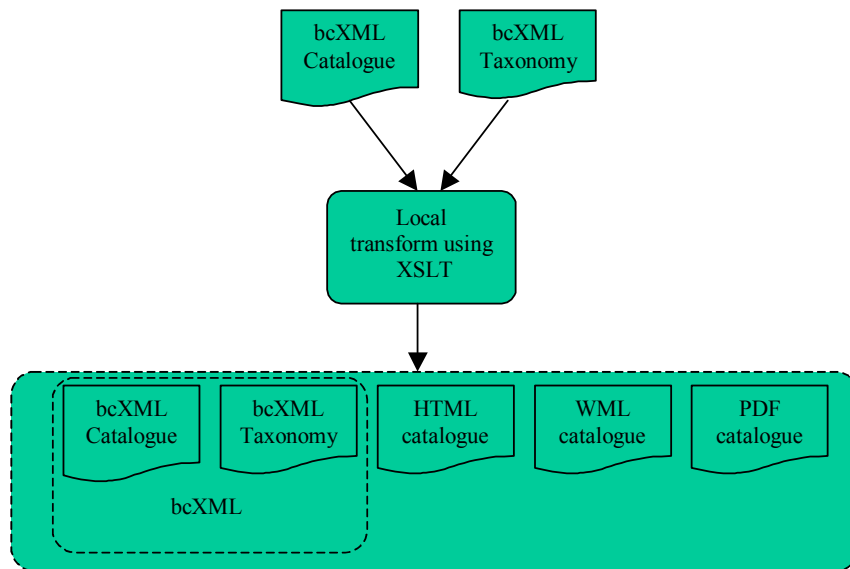 bcXML
Catalogue
bcXML
Taxonomy
Local
transform using
XSLT
bcXML
Catalogue
bcXML
Taxonomy
HTML
catalogue
WML
catalogue
PDF
catalogue
bcXML